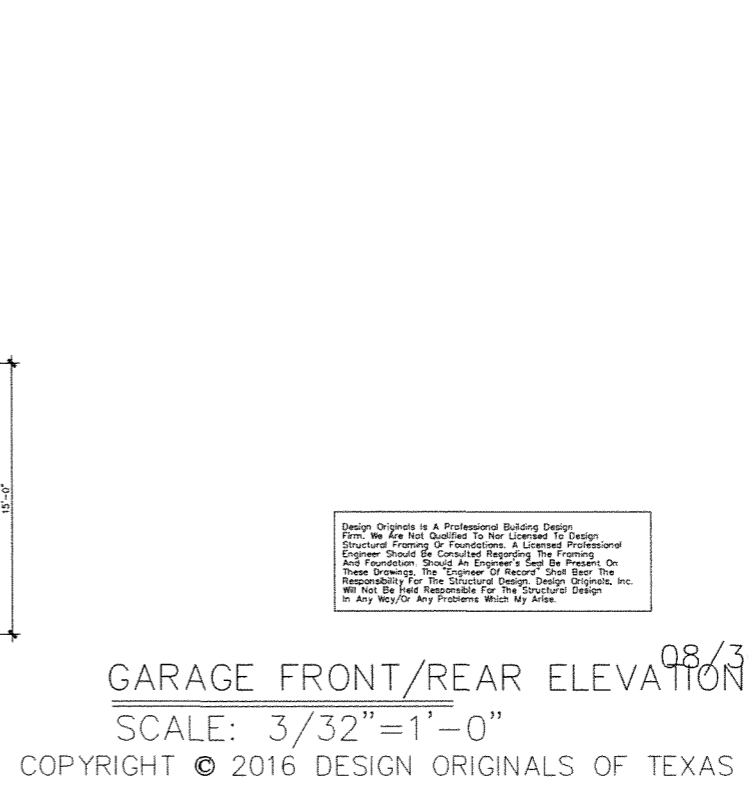 15'-0"
Design Originals Is A Professional Building Design
Firm. We Are Not Qualified To Nor Licensed To Design
Structural Framing Or Foundations. A Licensed Professional
Engineer Should Be Consulted Regarding The Framing
And Foundation. Should An Engineer's Seal Be Present On
These Drawings, The "Engineer Of Record" Shall Bear The
Responsibility For The Structural Design. Design Originals, Inc.
Will Not Be Held Responsible For The Structural Design
In Any Way/Or Any Problems Which My Arise.
08/3
GARAGE FRONT/REAR ELEVATION
SCALE: 3/32"=1'-0"
COPYRIGHT © 2016 DESIGN ORIGINALS OF TEXAS